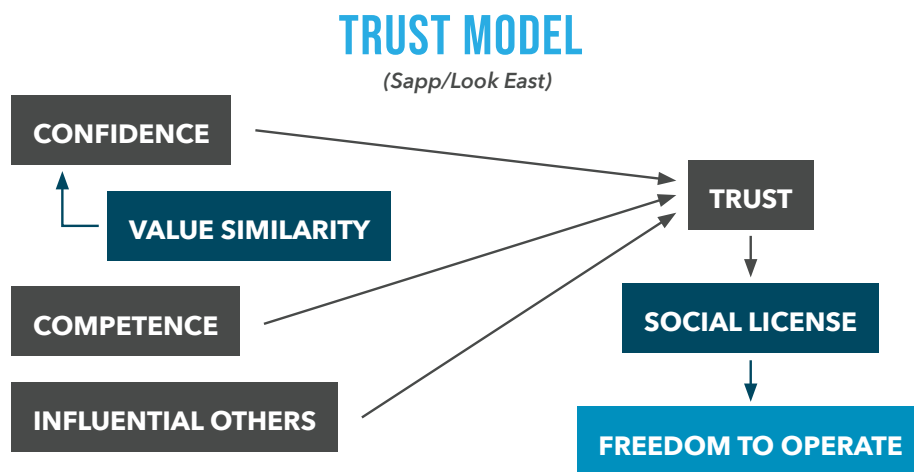 TRUST MODEL
(Sapp/Look East)
CONFIDENCE
VALUE SIMILARITY
COMPETENCE
INFLUENTIAL OTHERS
TRUST
SOCIAL LICENSE
FREEDOM TO OPERATE